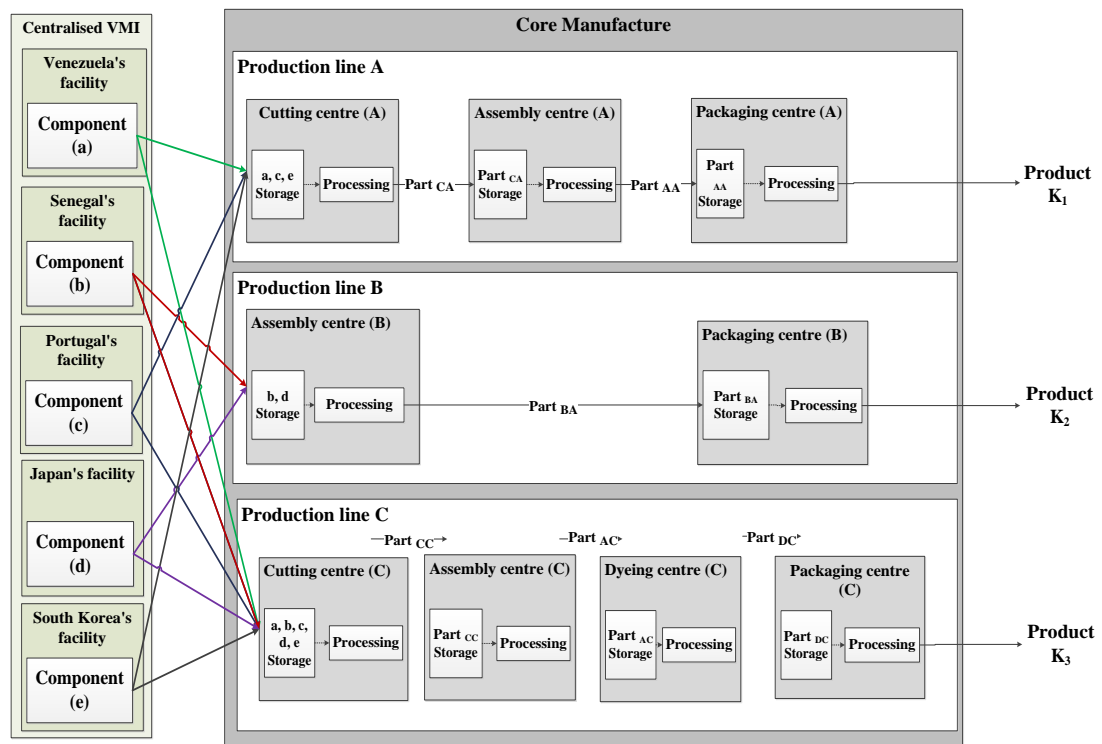 Centralised VMI
Venezuela's
facility
Component
(a)
Senegal's
facility
Component
(b)
Portugal's
facility
Component
(c)
Japan's facility
Component
(d)
South Korea's
facility
Component
(e)
Core Manufacture
Production line A
Cutting centre (A)
a, c, e
Storage
Processing
Part CA
Assembly centre (A)
Part CA
Storage
Processing
Part AA
Packaging centre (A)
Part
AA
Storage
Processing
Product
K1
Production line B
Assembly centre (B)
b, d
Storage
Processing
Part BA
Packaging centre (B)
Part BA
Storage
Processing
Product
K2
Production line C
Part CC
Part AC
Part DC
Cutting centre (C)
a, b, c,
d, e
Storage
Processing
Assembly centre (C)
Part CC
Storage
Processing
Dyeing centre (C)
Part AC
Storage
Processing
Packaging centre
(C)
Part DC
Storage
Processing
Product
K3